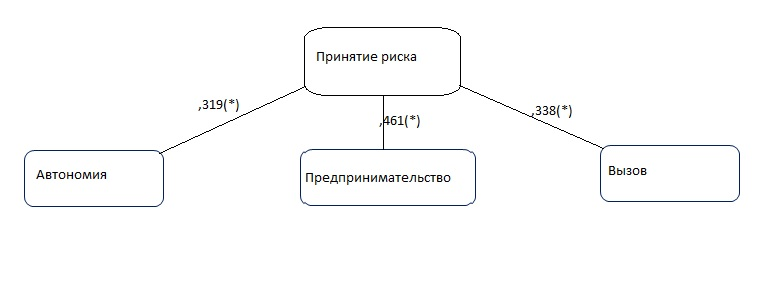 Принятие риска
,319(*)
,461(*)
,338(*)
Автономия
Предпринимательство
Вызов